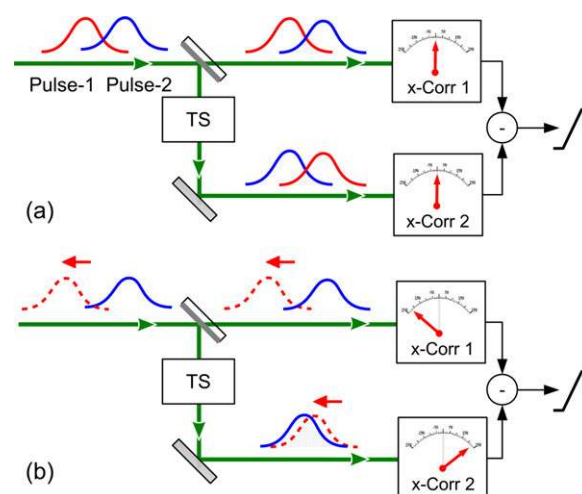 Pulse-1 Pulse-2
x-Corr 1
TS
-
x-Corr 2
(a)
x-Corr 1
TS
-
x-Corr 2
(b)